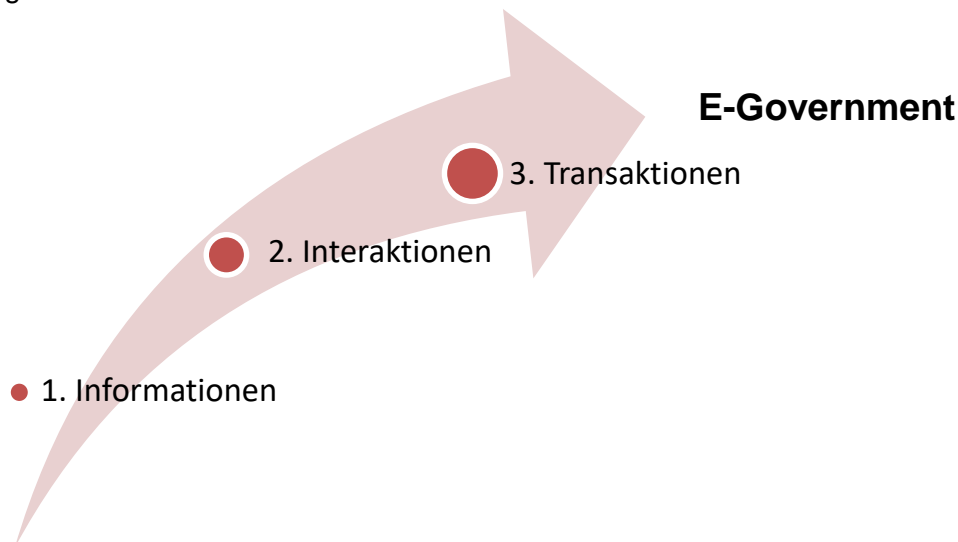 E-Government
3. Transaktionen
2. Interaktionen
1. Informationen